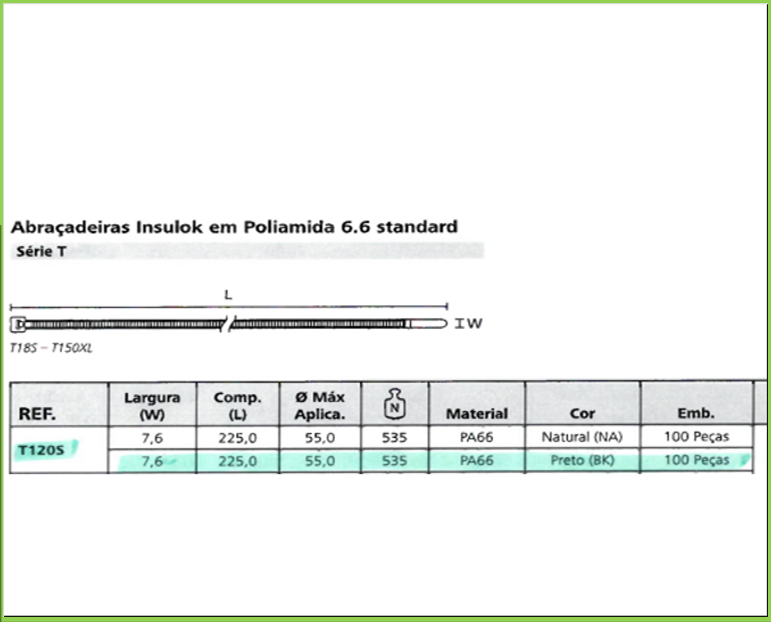 Abraçadeiras Insulok em Poliamida 6.6 standard
Série T
L
W
T18S – T150XL
REF. Largura (W) Comp. (L) Ø Máx Aplica. N Material Cor Emb.
T120S 7,6 225,0 55,0 535 PA66 Natural (NA) 100 Peças
7,6 225,0 55,0 535 PA66 Preto (BK) 100 Peças